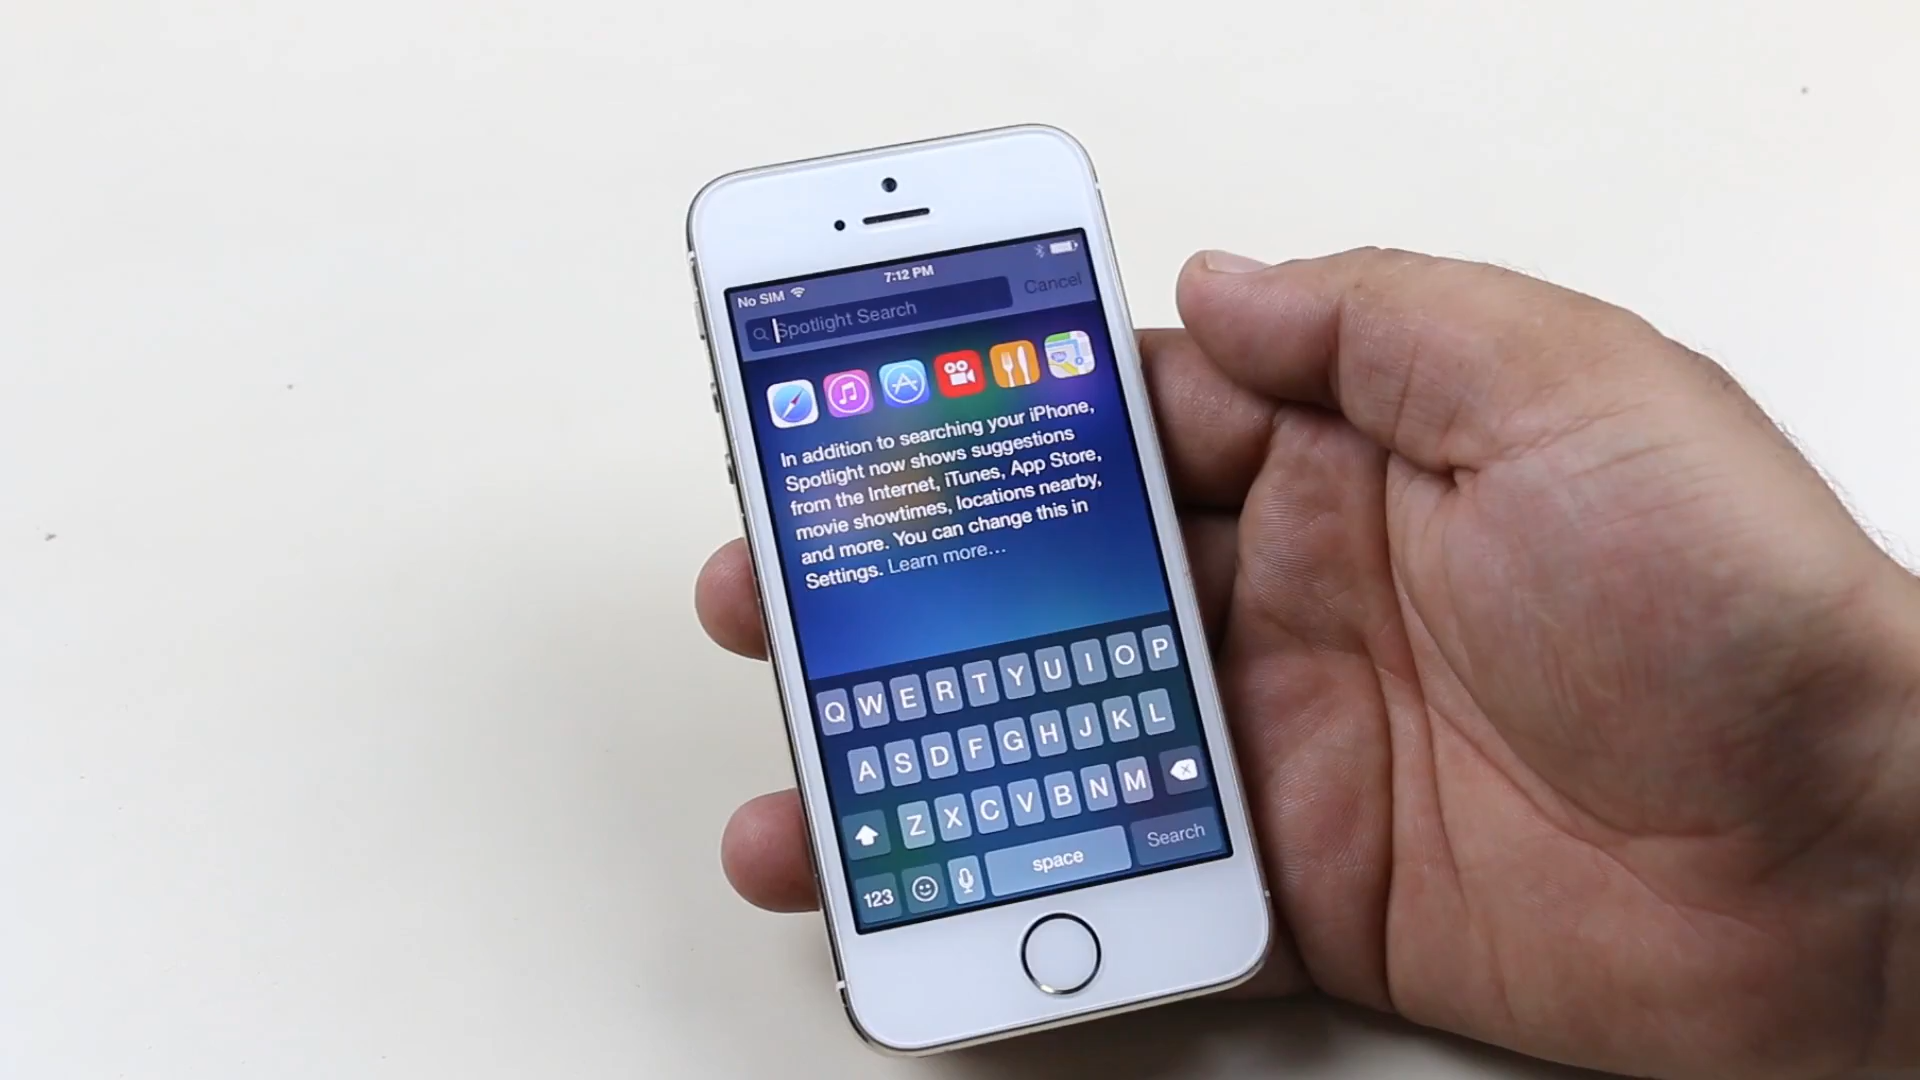 No SIM 7:12 PM
Spotlight Search Cancel
In addition to searching your iPhone,
Spotlight now shows suggestions
from the Internet, iTunes, App Store,
movie showtimes, locations nearby,
and more. You can change this in
Settings. Learn more...
Q W E R T Y U I O P
A S D F G H J K L
Z X C V B N M
123 space Search